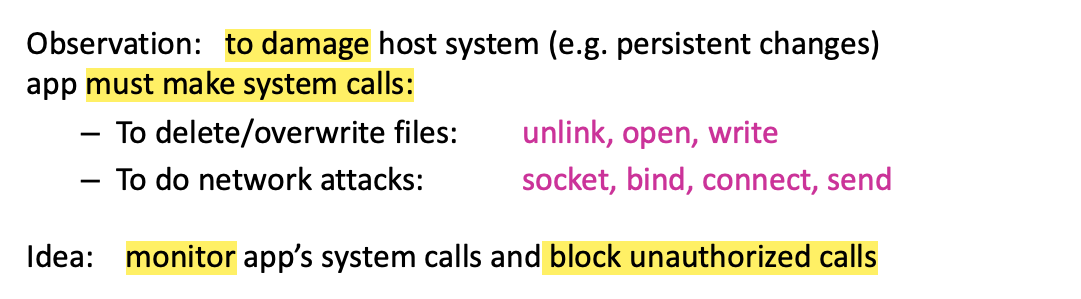 Observation: to damage host system (e.g. persistent changes)
app must make system calls:
– To delete/overwrite files: unlink, open, write
– To do network attacks: socket, bind, connect, send
Idea: monitor app’s system calls and block unauthorized calls